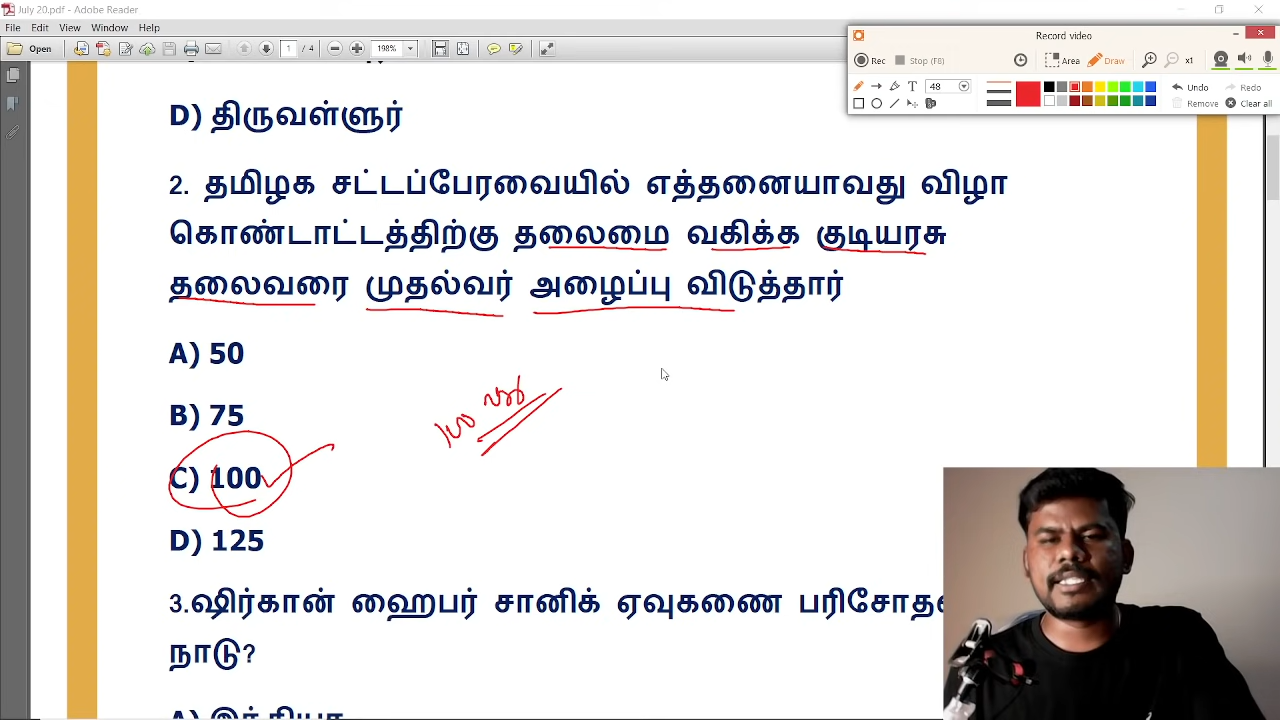 July 20.pdf - Adobe Reader
File Edit View Window Help
Open 1 / 4 198%
Record video
Rec Stop (F8) Area Draw x1
T 48 Undo Redo
Remove Clear all
D) திருவள்ளுர்
2. தமிழக சட்டப்பேரவையில் எத்தனையாவது விழா
கொண்டாட்டத்திற்கு தலைமை வகிக்க குடியரசு
தலைவரை முதல்வர் அழைப்பு விடுத்தார்
A) 50
B) 75
100
C) 100
D) 125
3.ஷிர்கான் ஹைபர் சானிக் ஏவுகணை
நாடு?